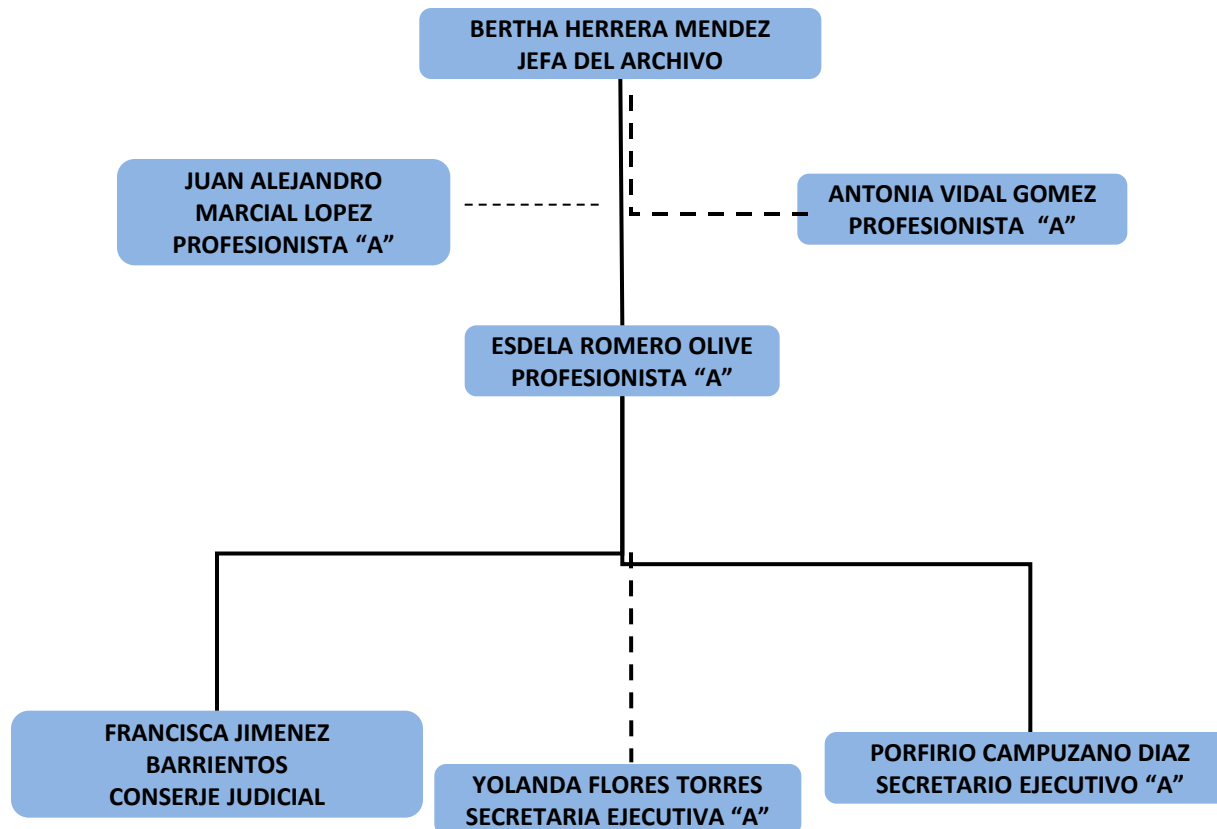 BERTHA HERRERA MENDEZ
JEFA DEL ARCHIVO
JUAN ALEJANDRO
MARCIAL LOPEZ
PROFESIONISTA “A”
ANTONIA VIDAL GOMEZ
PROFESIONISTA “A”
ESDELA ROMERO OLIVE
PROFESIONISTA “A”
FRANCISCA JIMENEZ
BARRIENTOS
CONSERJE JUDICIAL
YOLANDA FLORES TORRES
SECRETARIA EJECUTIVA “A”
PORFIRIO CAMPUZANO DIAZ
SECRETARIO EJECUTIVO “A”